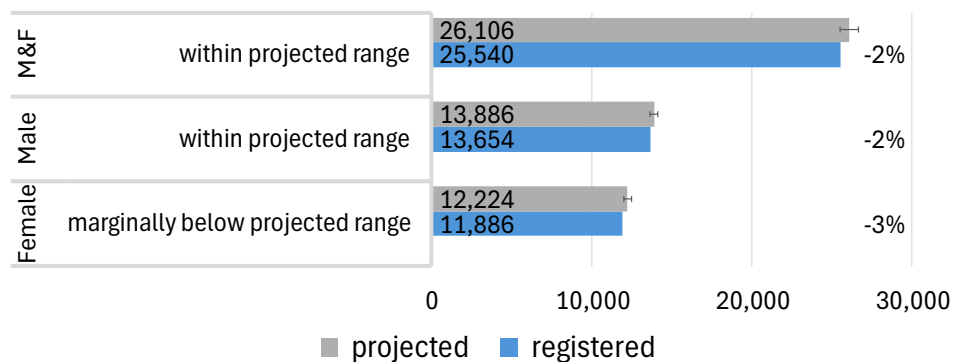 M&F
within projected range
26,106
25,540
-2%
Male
within projected range
13,886
13,654
-2%
Female
marginally below projected range
12,224
11,886
-3%
0 10,000 20,000 30,000
projected registered